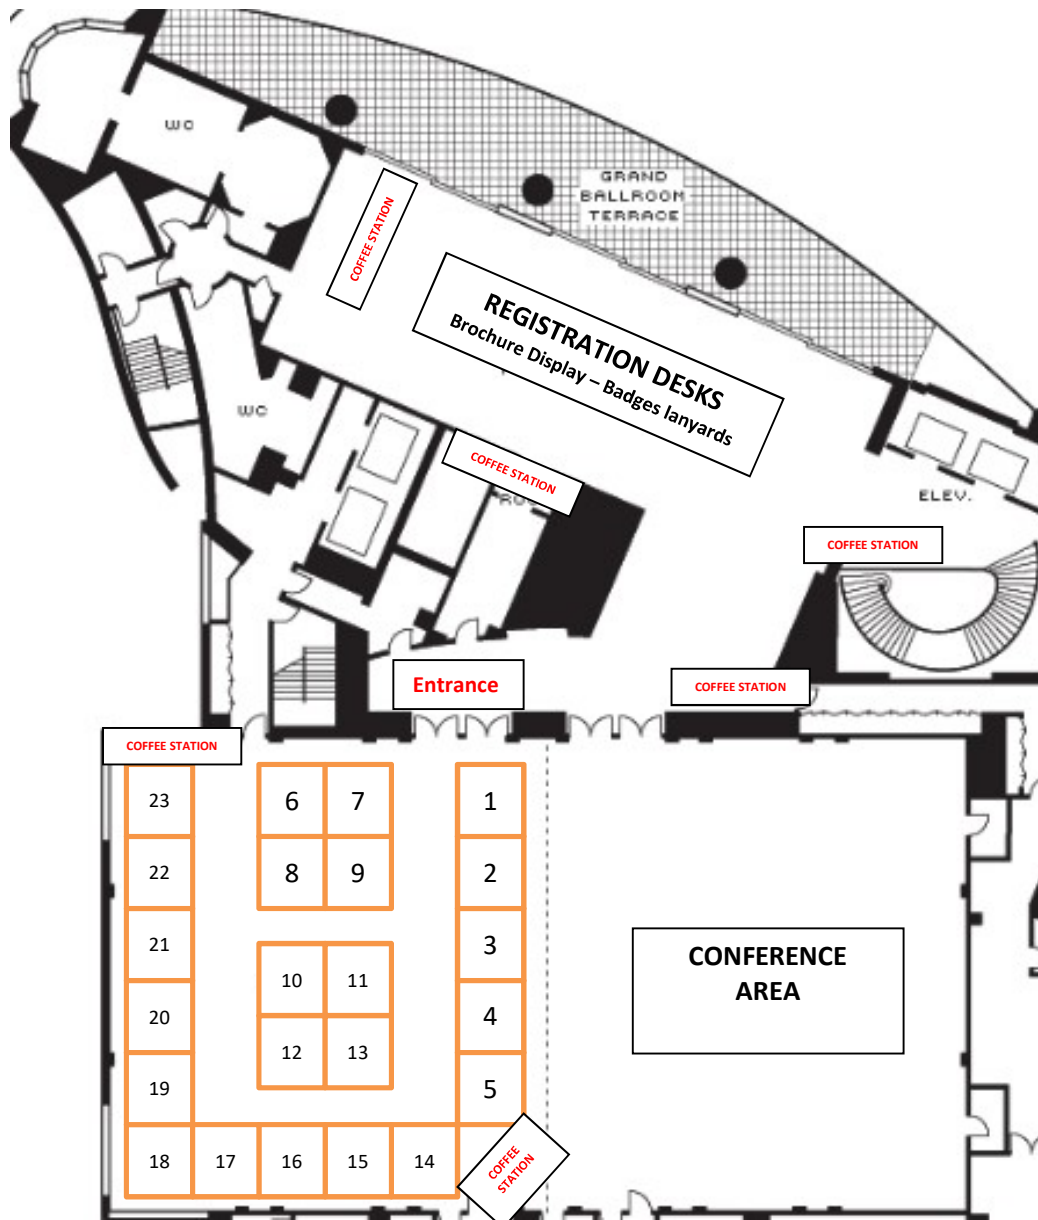 WC
GRAND
BALLROOM
TERRACE
COFFEE STATION
REGISTRATION DESKS
Brochure Display – Badges lanyards
WC
COFFEE STATION
ELEV.
COFFEE STATION
Entrance
COFFEE STATION
COFFEE STATION
23
6
7
1
22
8
9
2
21
3
10
11
20
4
12
13
19
5
18
17
16
15
14
CONFERENCE
AREA
COFFEE
STATION